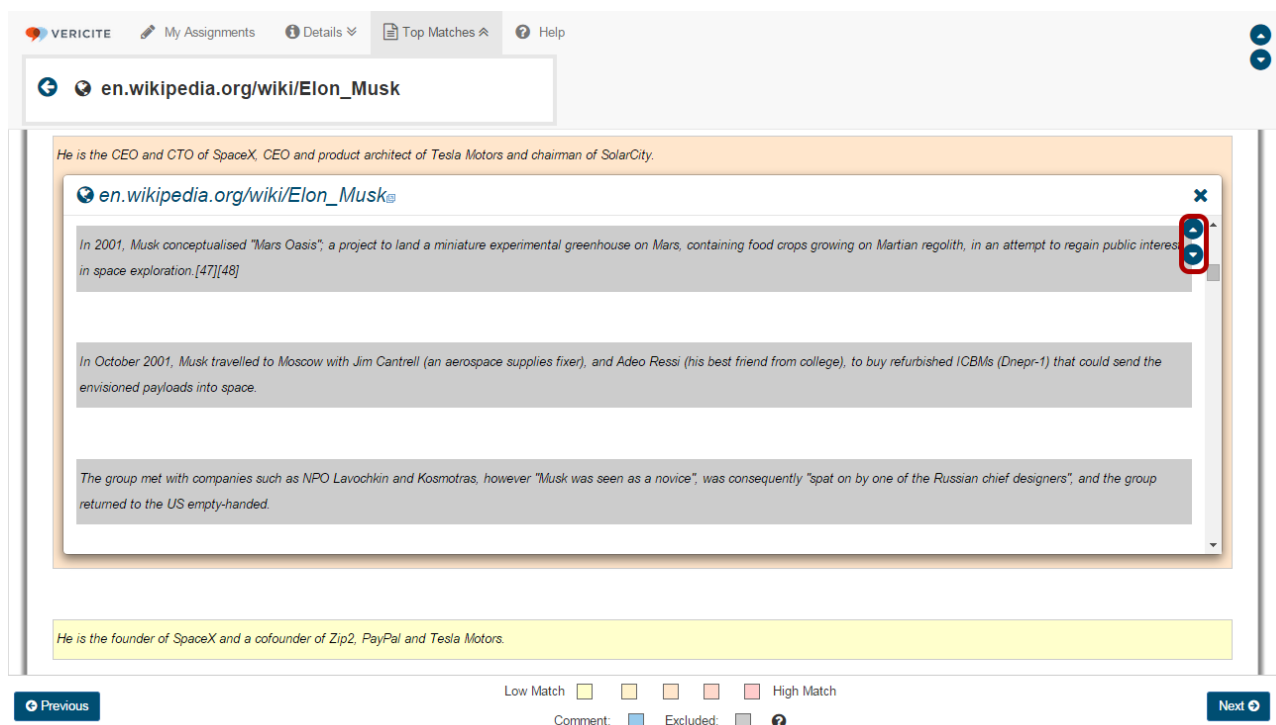 VERICITE My Assignments Details Top Matches Help
en.wikipedia.org/wiki/Elon_Musk
He is the CEO and CTO of SpaceX, CEO and product architect of Tesla Motors and chairman of SolarCity.
en.wikipedia.org/wiki/Elon_Musk
In 2001, Musk conceptualised "Mars Oasis"; a project to land a miniature experimental greenhouse on Mars, containing food crops growing on Martian regolith, in an attempt to regain public interest
in space exploration.[47][48]
In October 2001, Musk travelled to Moscow with Jim Cantrell (an aerospace supplies fixer), and Adeo Ressi (his best friend from college), to buy refurbished ICBMs (Dnepr-1) that could send the
envisioned payloads into space.
The group met with companies such as NPO Lavochkin and Kosmotras, however "Musk was seen as a novice", was consequently "spat on by one of the Russian chief designers", and the group
returned to the US empty-handed.
He is the founder of SpaceX and a cofounder of Zip2, PayPal and Tesla Motors.
Low Match High Match
Previous Next
Comment: Excluded: